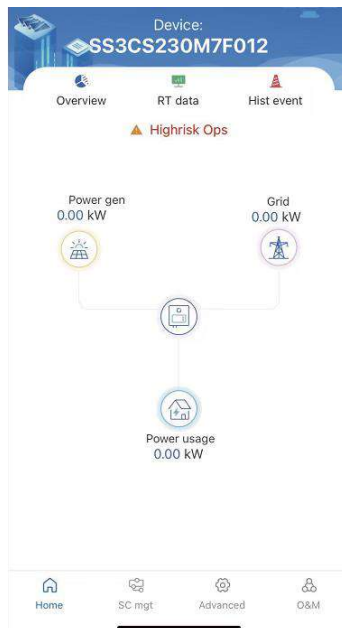 Device:
SS3CS230M7F012
Overview
RT data
Hist event
Highrisk Ops
Power gen
0.00 kW
Grid
0.00 kW
Power usage
0.00 kW
Home
SC mgt
Advanced
O&M